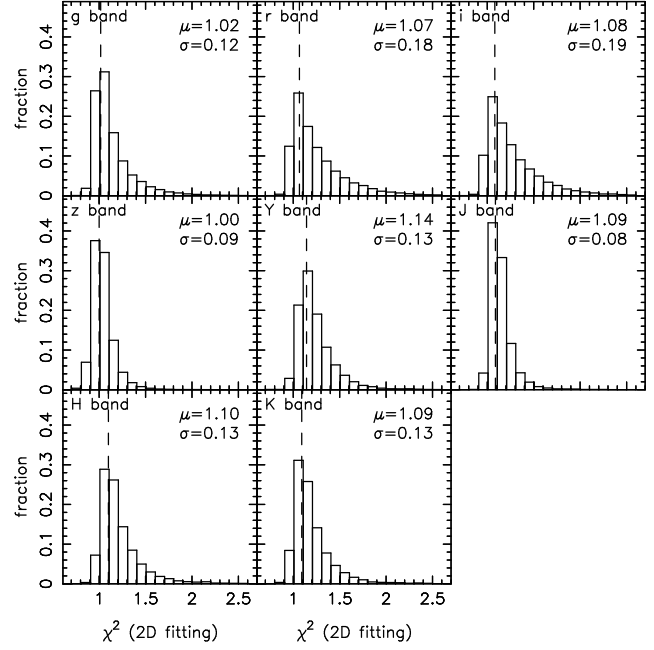 g band
μ=1.02
σ=0.12
r band
μ=1.07
σ=0.18
i band
μ=1.08
σ=0.19
fraction
0.4
0.3
0.2
0.1
0
z band
μ=1.00
σ=0.09
Y band
μ=1.14
σ=0.13
J band
μ=1.09
σ=0.08
fraction
0.4
0.3
0.2
0.1
0
H band
μ=1.10
σ=0.13
K band
μ=1.09
σ=0.13
fraction
0.4
0.3
0.2
0.1
0
1 1.5 2 2.5
1 1.5 2 2.5
χ² (2D fitting)
χ² (2D fitting)